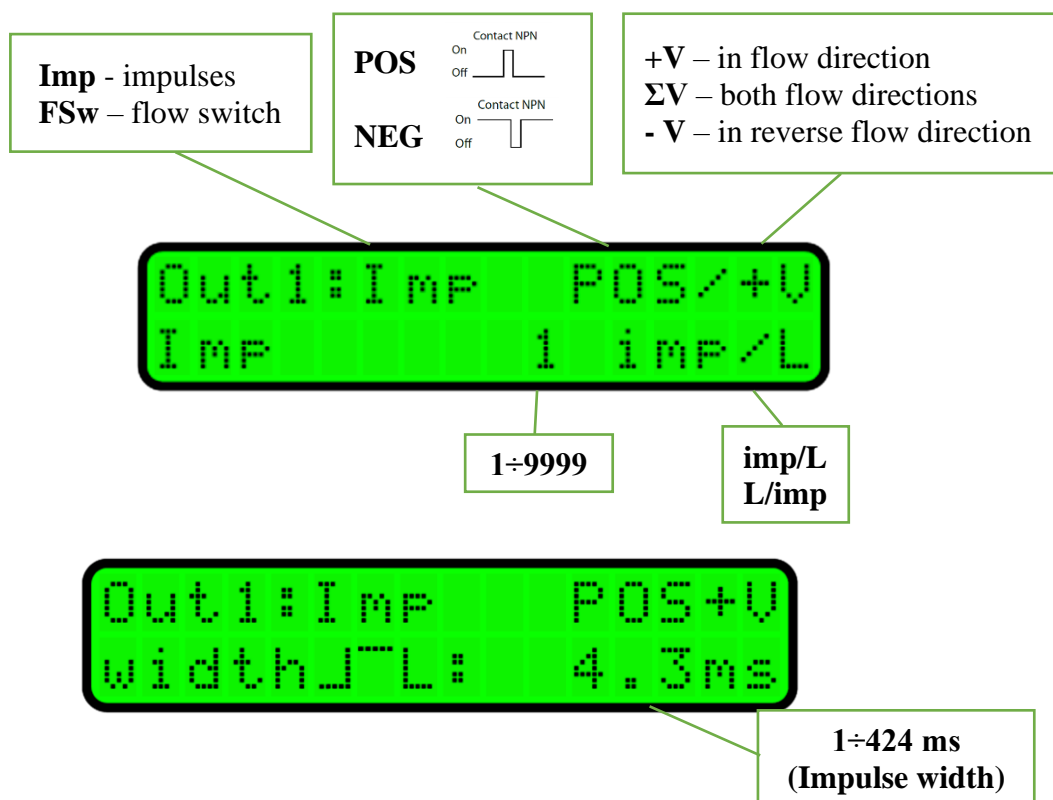 Imp - impulses
FSw – flow switch
POS
Contact NPN
On
Off
NEG
Contact NPN
On
Off
+V – in flow direction
ΣV – both flow directions
- V – in reverse flow direction
Out1:Imp POS/+V
Imp 1 imp/L
1÷9999
imp/L
L/imp
Out1:Imp POS+V
width: 4.3ms
1÷424 ms
(Impulse width)